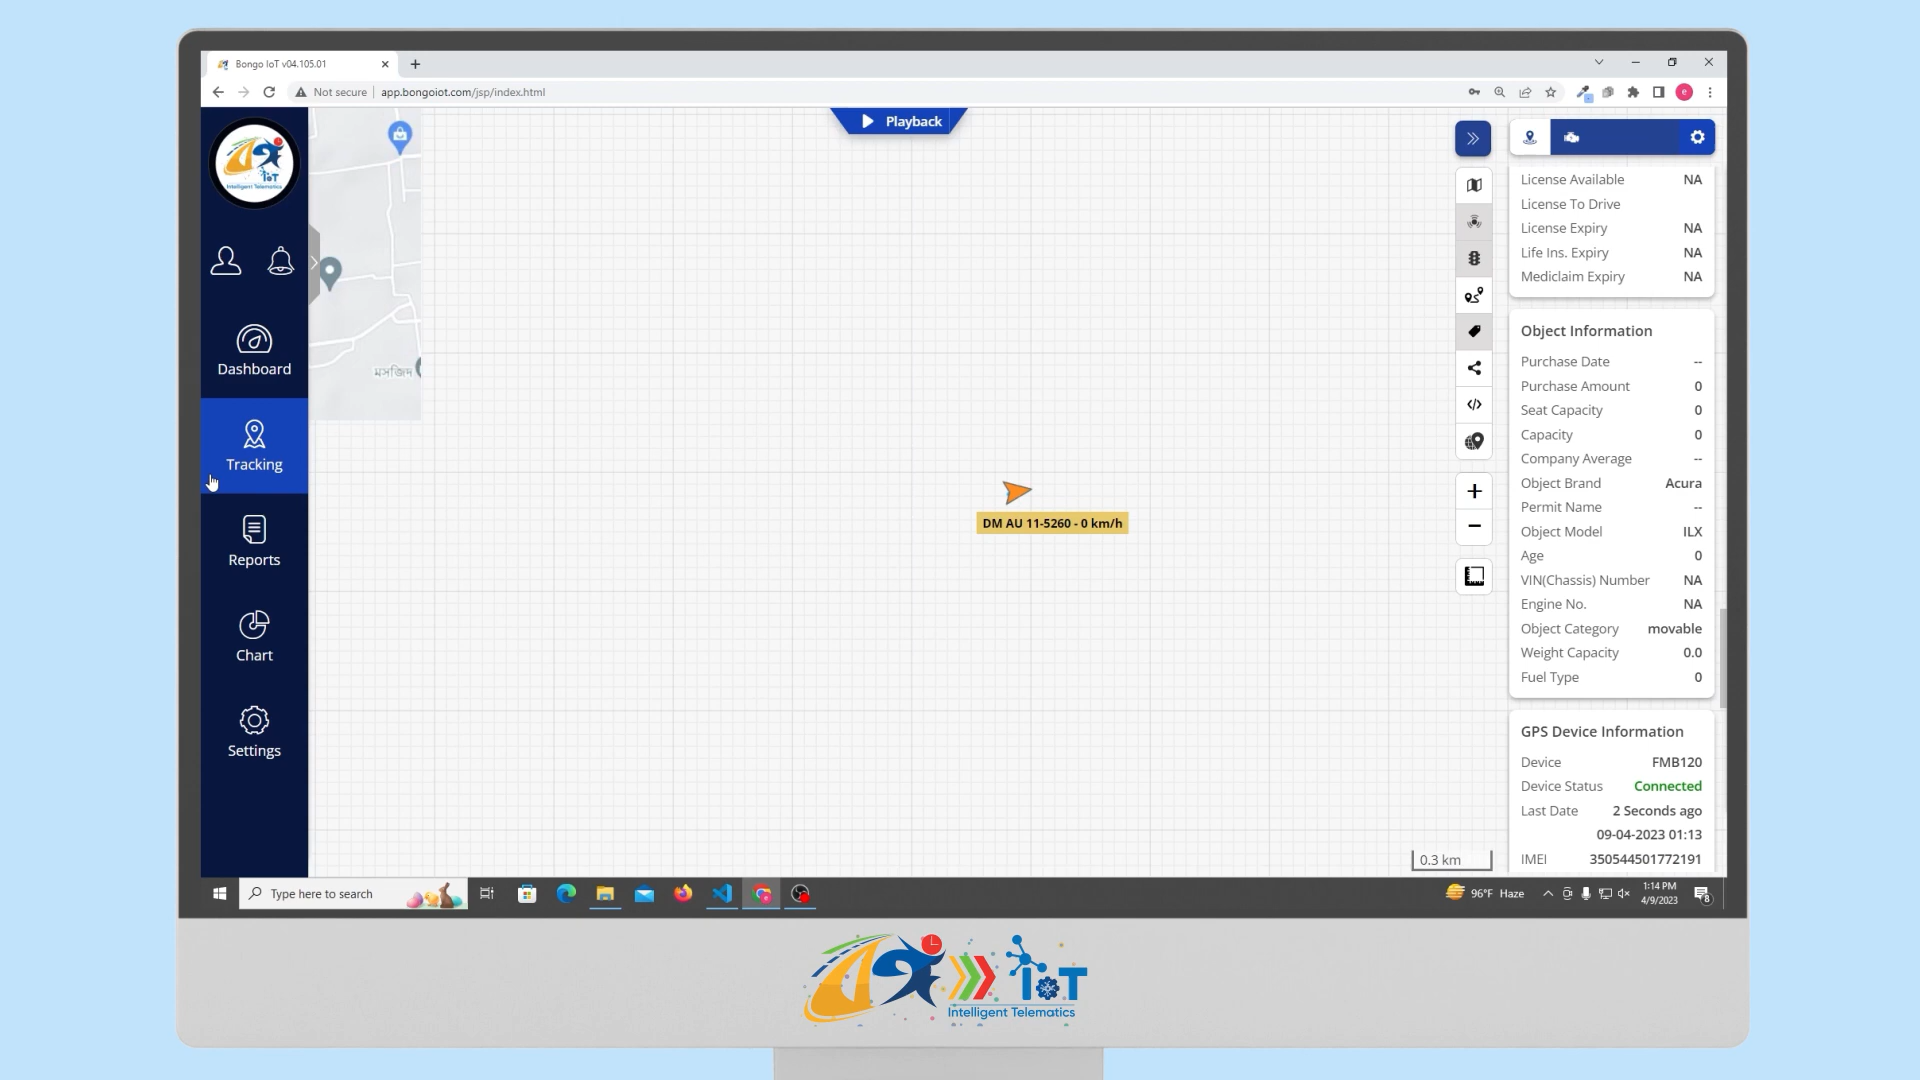 Bongo IoT v04.105.01
Not secure
app.bongoiot.com/jsp/index.html
IoT
Intelligent Telematics
Dashboard
Tracking
Reports
Chart
Settings
মসজিদ
Playback
DM AU 11-5260 - 0 km/h
0.3 km
License Available NA
License To Drive
License Expiry NA
Life Ins. Expiry NA
Mediclaim Expiry NA
Object Information
Purchase Date --
Purchase Amount 0
Seat Capacity 0
Capacity 0
Company Average --
Object Brand Acura
Permit Name --
Object Model ILX
Age 0
VIN(Chassis) Number NA
Engine No. NA
Object Category movable
Weight Capacity 0.0
Fuel Type 0
GPS Device Information
Device FMB120
Device Status Connected
Last Date 2 Seconds ago
09-04-2023 01:13
IMEI 350544501772191
Type here to search
96°F Haze
1:14 PM
4/9/2023
8
IoT
Intelligent Telematics